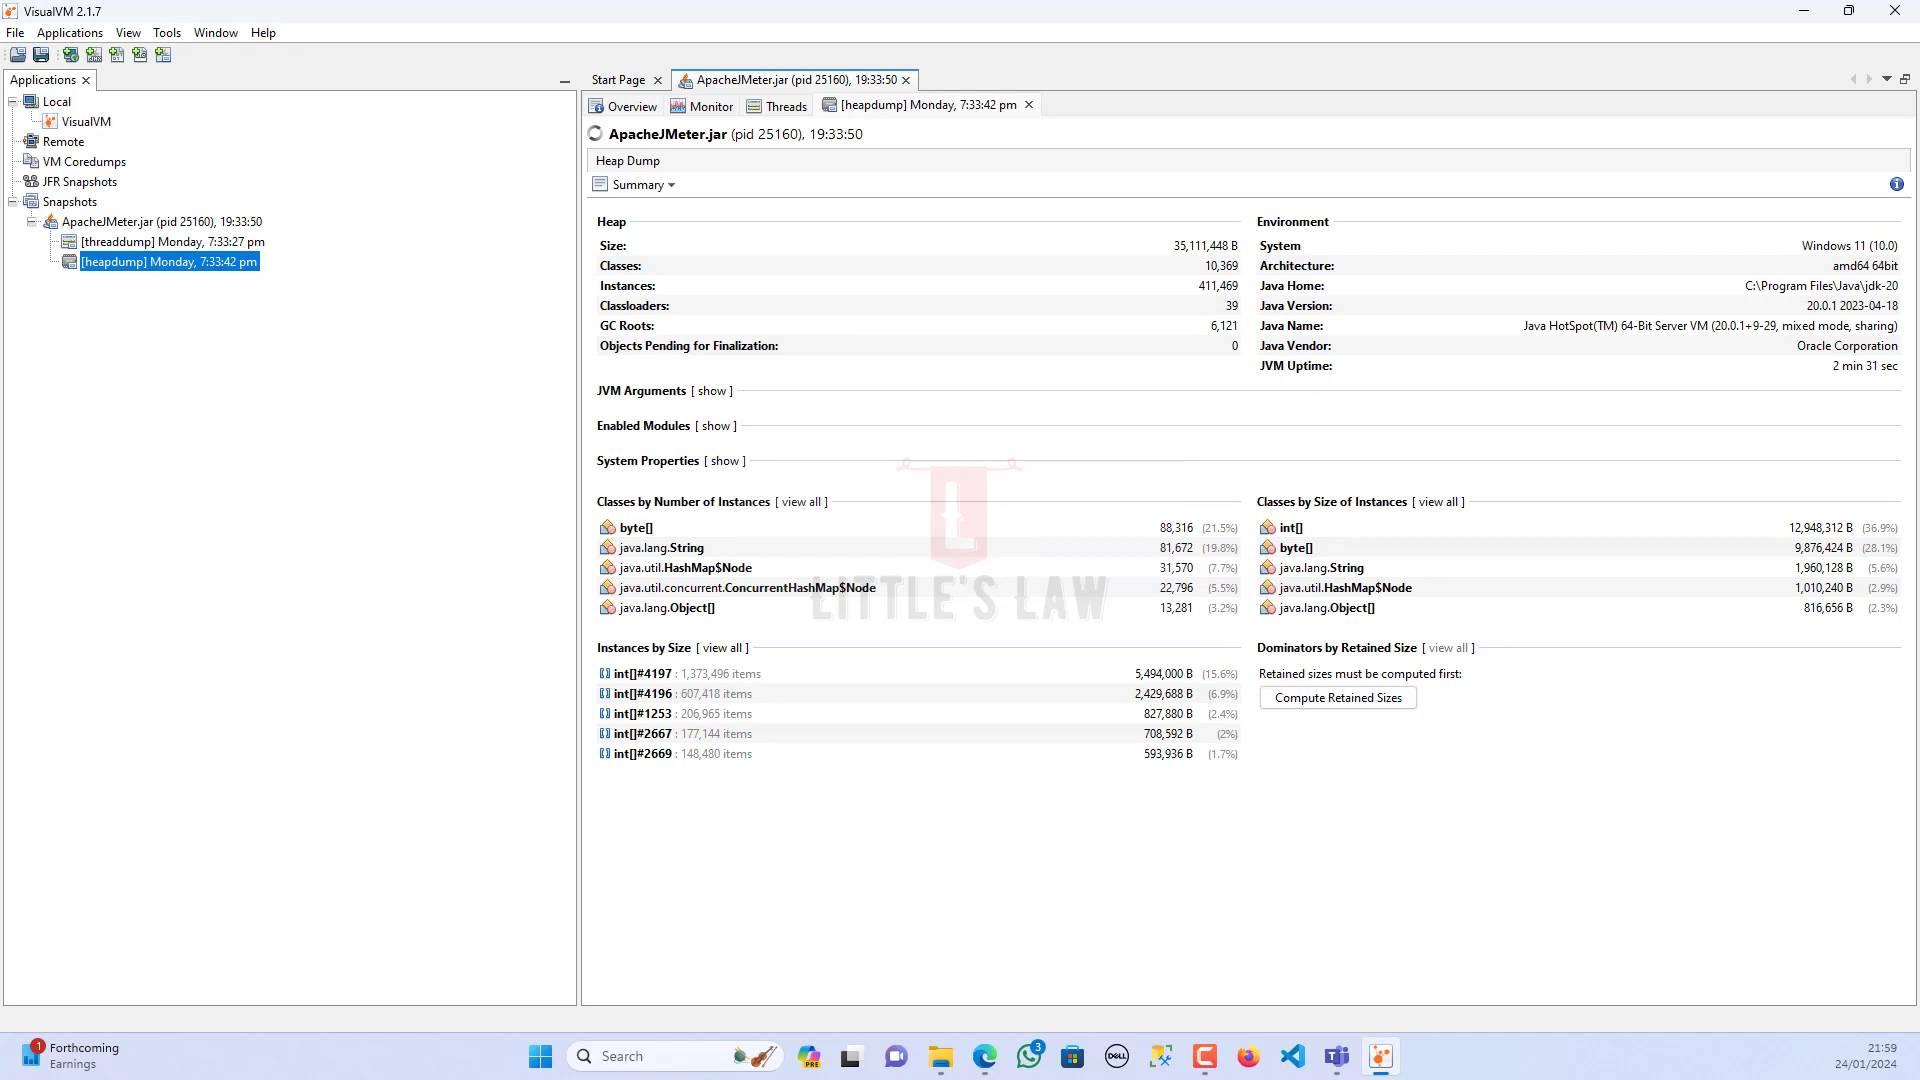 VisualVM 2.1.7
File Applications View Tools Window Help
Applications
Start Page
ApacheJMeter.jar (pid 25160), 19:33:50
Local
VisualVM
Remote
VM Coredumps
JFR Snapshots
Snapshots
ApacheJMeter.jar (pid 25160), 19:33:50
[threaddump] Monday, 7:33:27 pm
[heapdump] Monday, 7:33:42 pm
Overview Monitor Threads [heapdump] Monday, 7:33:42 pm
ApacheJMeter.jar (pid 25160), 19:33:50
Heap Dump
Summary
Heap
Size: 35,111,448 B
Classes: 10,369
Instances: 411,469
Classloaders: 39
GC Roots: 6,121
Objects Pending for Finalization: 0
Environment
System Windows 11 (10.0)
Architecture: amd64 64bit
Java Home: C:\Program Files\Java\jdk-20
Java Version: 20.0.1 2023-04-18
Java Name: Java HotSpot(TM) 64-Bit Server VM (20.0.1+9-29, mixed mode, sharing)
Java Vendor: Oracle Corporation
JVM Uptime: 2 min 31 sec
JVM Arguments [ show ]
Enabled Modules [ show ]
System Properties [ show ]
Classes by Number of Instances [ view all ]
byte[] 88,316 (21.5%)
java.lang.String 81,672 (19.8%)
java.util.HashMap$Node 31,570 (7.7%)
java.util.concurrent.ConcurrentHashMap$Node 22,796 (5.5%)
java.lang.Object[] 13,281 (3.2%)
Classes by Size of Instances [ view all ]
int[] 12,948,312 B (36.9%)
byte[] 9,876,424 B (28.1%)
java.lang.String 1,960,128 B (5.6%)
java.util.HashMap$Node 1,010,240 B (2.9%)
java.lang.Object[] 816,656 B (2.3%)
L
LITTLE'S LAW
Instances by Size [ view all ]
int[]#4197 : 1,373,496 items 5,494,000 B (15.6%)
int[]#4196 : 607,418 items 2,429,688 B (6.9%)
int[]#1253 : 206,965 items 827,880 B (2.4%)
int[]#2667 : 177,144 items 708,592 B (2%)
int[]#2669 : 148,480 items 593,936 B (1.7%)
Dominators by Retained Size [ view all ]
Retained sizes must be computed first:
Compute Retained Sizes
1
Forthcoming
Earnings
Search
PRE
3
DELL
21:59
24/01/2024